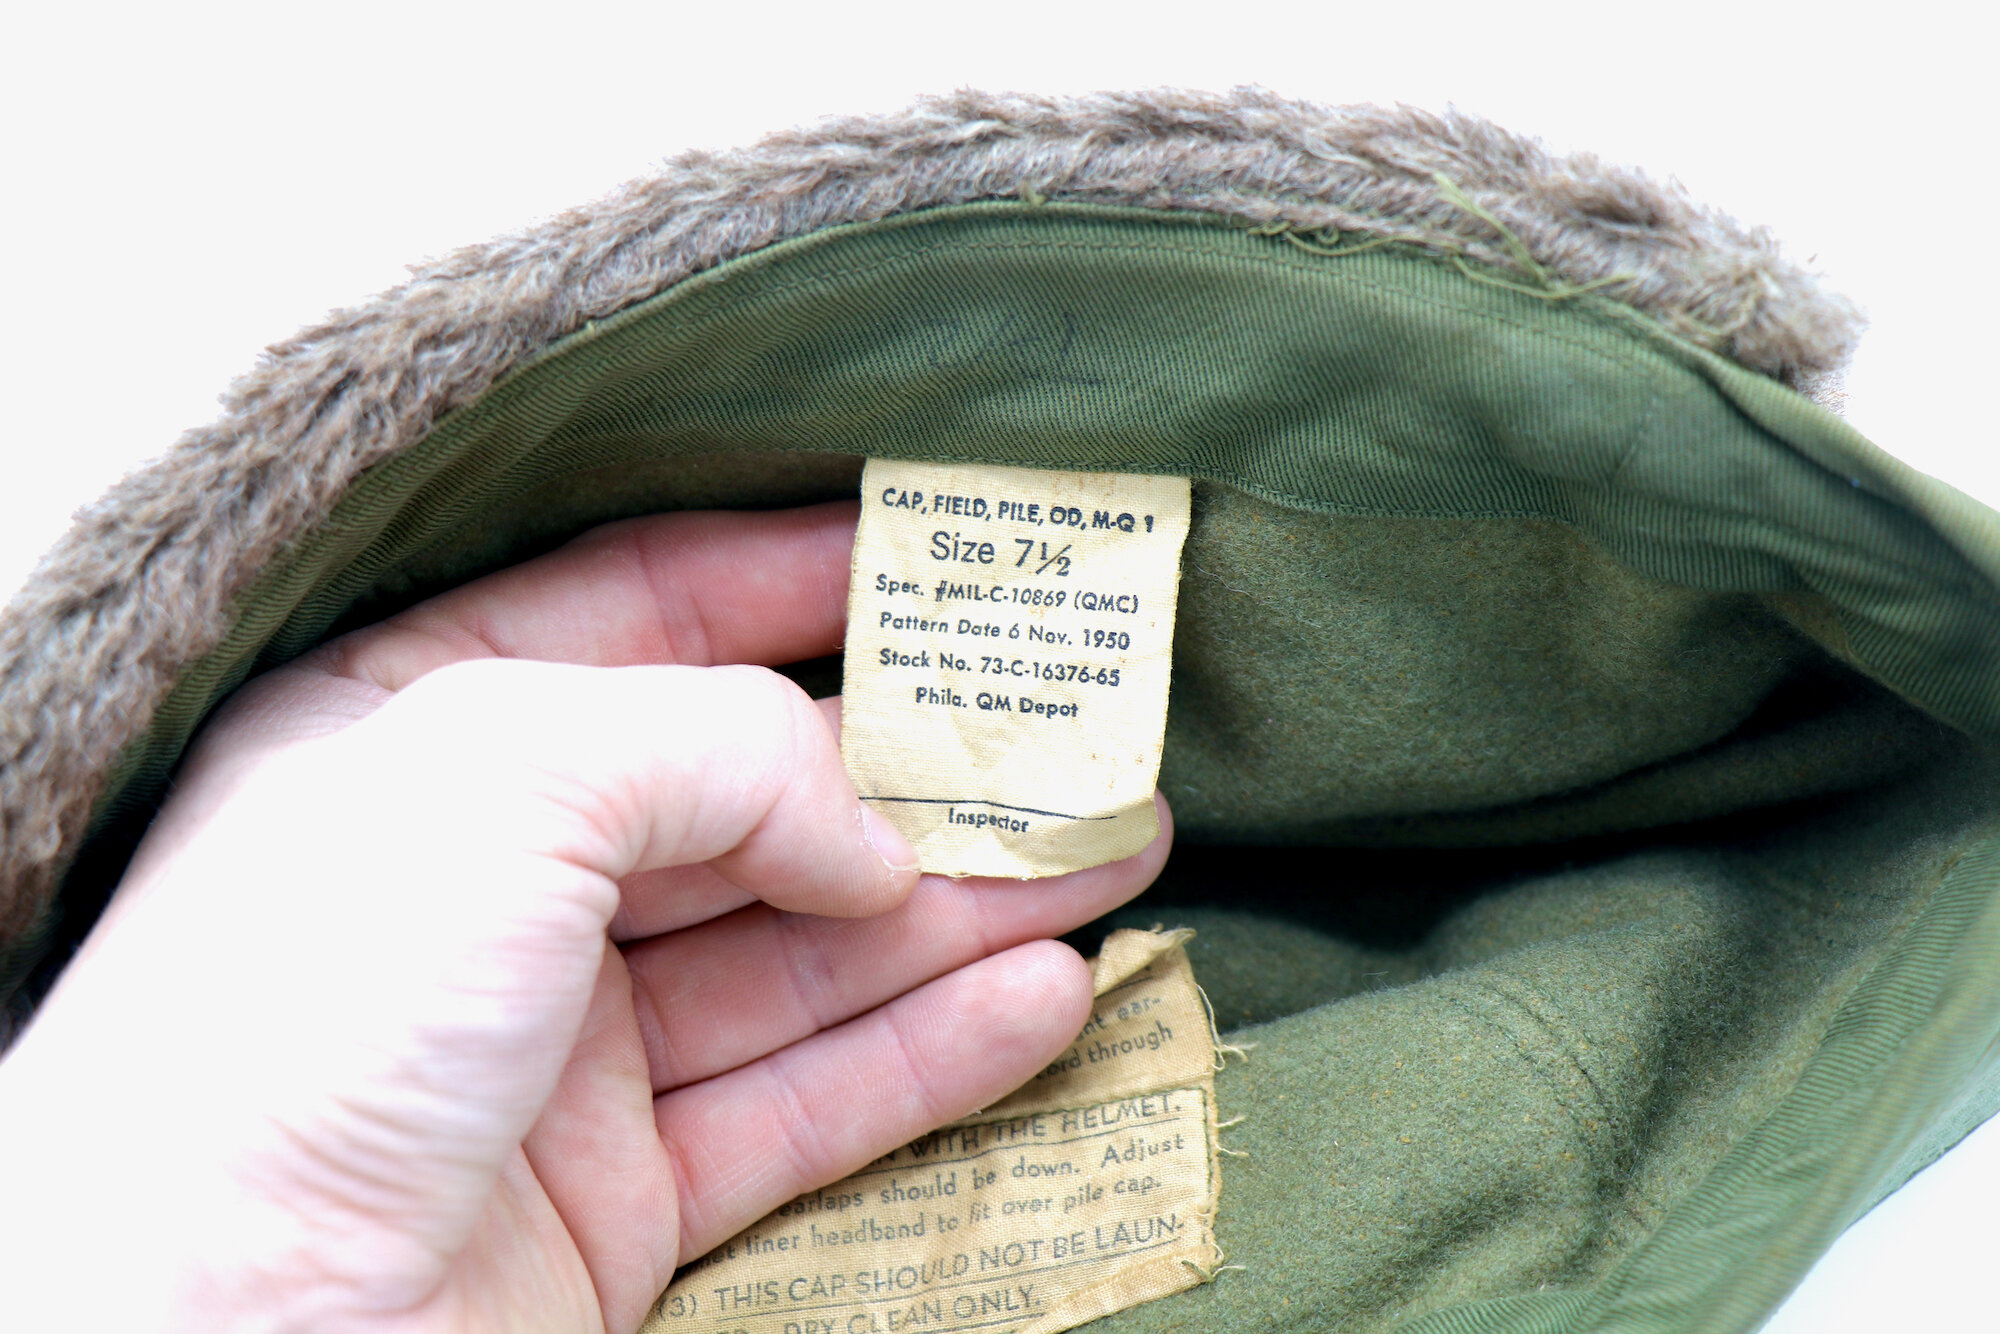 CAP, FIELD, PILE, OD, M-Q 1
Size 7½
Spec. #MIL-C-10869 (QMC)
Pattern Date 6 Nov. 1950
Stock No. 73-C-16376-65
Phila. QM Depot
Inspector
ear-
cord through
WITH THE HELMET.
earlaps should be down. Adjust
liner headband to fit over pile cap.
(3) THIS CAP SHOULD NOT BE LAUN-
DRY CLEAN ONLY.